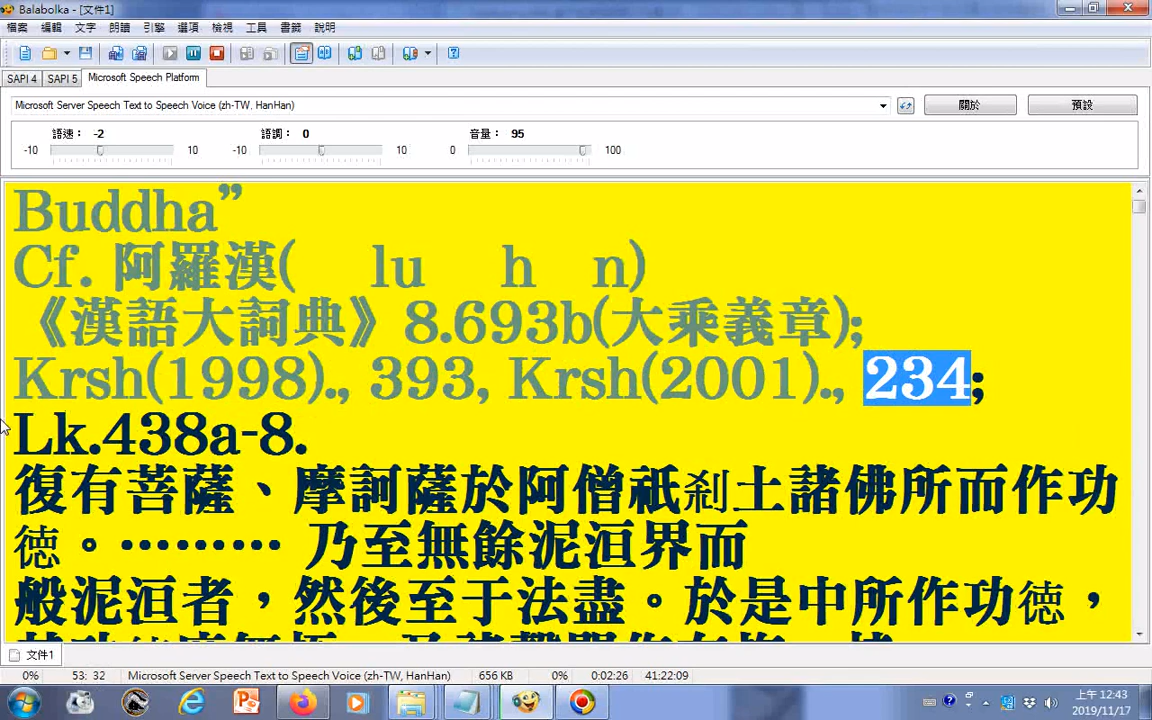 Balabolka - [文件1]
檔案 編輯 文字 朗讀 引擎 選項 檢視 工具 書籤 說明
SAPI 4 SAPI 5 Microsoft Speech Platform
Microsoft Server Speech Text to Speech Voice (zh-TW, HanHan)
關於 預設
語速： -2 語調： 0 音量： 95
-10 10 -10 10 0 100
Buddha”
Cf. 阿羅漢( lu h n)
《漢語大詞典》8.693b(大乘義章);
Krsh(1998)., 393, Krsh(2001)., 234;
Lk.438a-8.
復有菩薩、摩訶薩於阿僧祇剎土諸佛所而作功
徳。……… 乃至無餘泥洹界而
般泥洹者，然後至于法盡。於是中所作功徳，
文件1
0% 53: 32 Microsoft Server Speech Text to Speech Voice (zh-TW, HanHan) 656 KB 0% 0:02:26 41:22:09
上午 12:43
2019/11/17